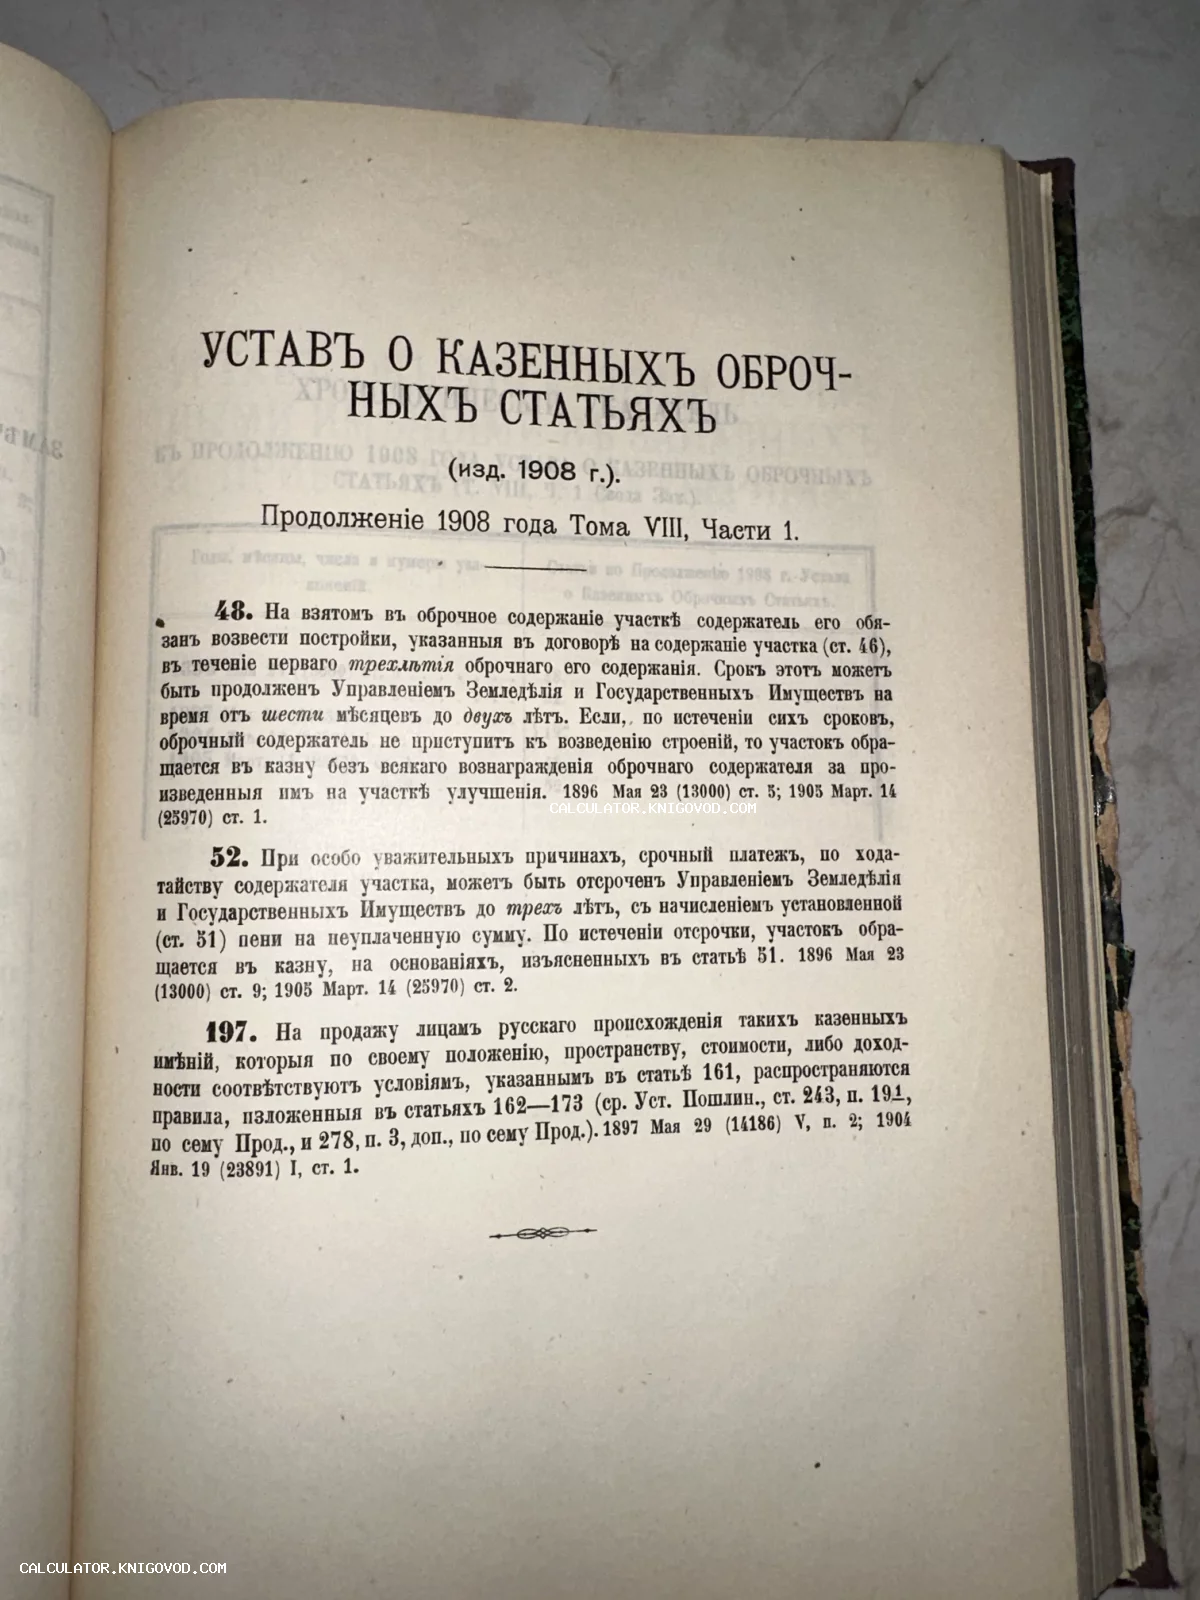 УСТАВЪ О КАЗЕННЫХЪ ОБРОЧ-
НЫХЪ СТАТЬЯХЪ
(изд. 1908 г.).
Продолженіе 1908 года Тома VIII, Части 1.
48. На взятомъ въ оброчное содержаніе участкѣ содержатель его обя-
занъ возвести постройки, указанныя въ договорѣ на содержаніе участка (ст. 46),
въ теченіе перваго трехлѣтія оброчнаго его содержанія. Срокъ этотъ можетъ
быть продолженъ Управленіемъ Земледѣлія и Государственныхъ Имуществъ на
время отъ шести мѣсяцевъ до двухъ лѣтъ. Если, по истеченіи сихъ сроковъ,
оброчный содержатель не приступитъ къ возведенію строеній, то участокъ обра-
щается въ казну безъ всякаго вознагражденія оброчнаго содержателя за про-
изведенныя имъ на участкѣ улучшенія. 1896 Мая 23 (13000) ст. 5; 1905 Март. 14
CALCULATOR.KNIGOVOD.COM
(25970) ст. 1.
52. При особо уважительныхъ причинахъ, срочный платежъ, по хода-
тайству содержателя участка, можетъ быть отсроченъ Управленіемъ Земледѣлія
и Государственныхъ Имуществъ до трехъ лѣтъ, съ начисленіемъ установленной
(ст. 51) пени на неуплаченную сумму. По истеченіи отсрочки, участокъ обра-
щается въ казну, на основаніяхъ, изъясненныхъ въ статьѣ 51. 1896 Мая 23
(13000) ст. 9; 1905 Март. 14 (25970) ст. 2.
197. На продажу лицамъ русскаго происхожденія такихъ казенныхъ
имѣній, которыя по своему положенію, пространству, стоимости, либо доход-
ности соотвѣтствуютъ условіямъ, указаннымъ въ статьѣ 161, распространяются
правила, изложенныя въ статьяхъ 162—173 (ср. Уст. Пошлин., ст. 243, п. 19¹,
по сему Прод., и 278, п. 3, доп., по сему Прод.). 1897 Мая 29 (14186) V, п. 2; 1904
Янв. 19 (23891) I, ст. 1.
CALCULATOR.KNIGOVOD.COM